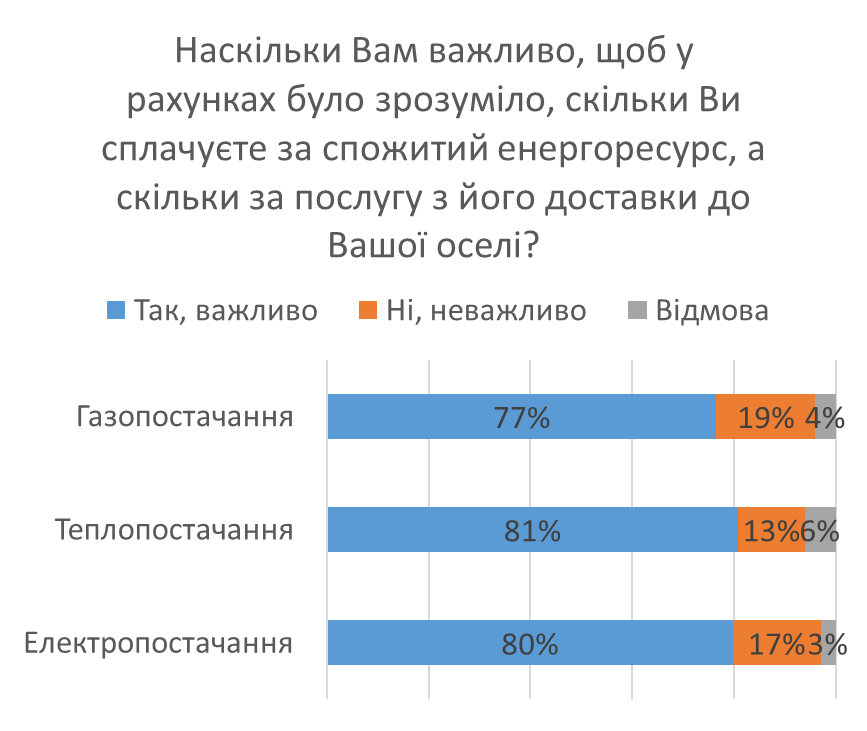 Наскільки Вам важливо, щоб у
рахунках було зрозуміло, скільки Ви
сплачуєте за спожитий енергоресурс, а
скільки за послугу з його доставки до
Вашої оселі?
Так, важливо Ні, неважливо Відмова
Газопостачання 77% 19% 4%
Теплопостачання 81% 13% 6%
Електропостачання 80% 17% 3%